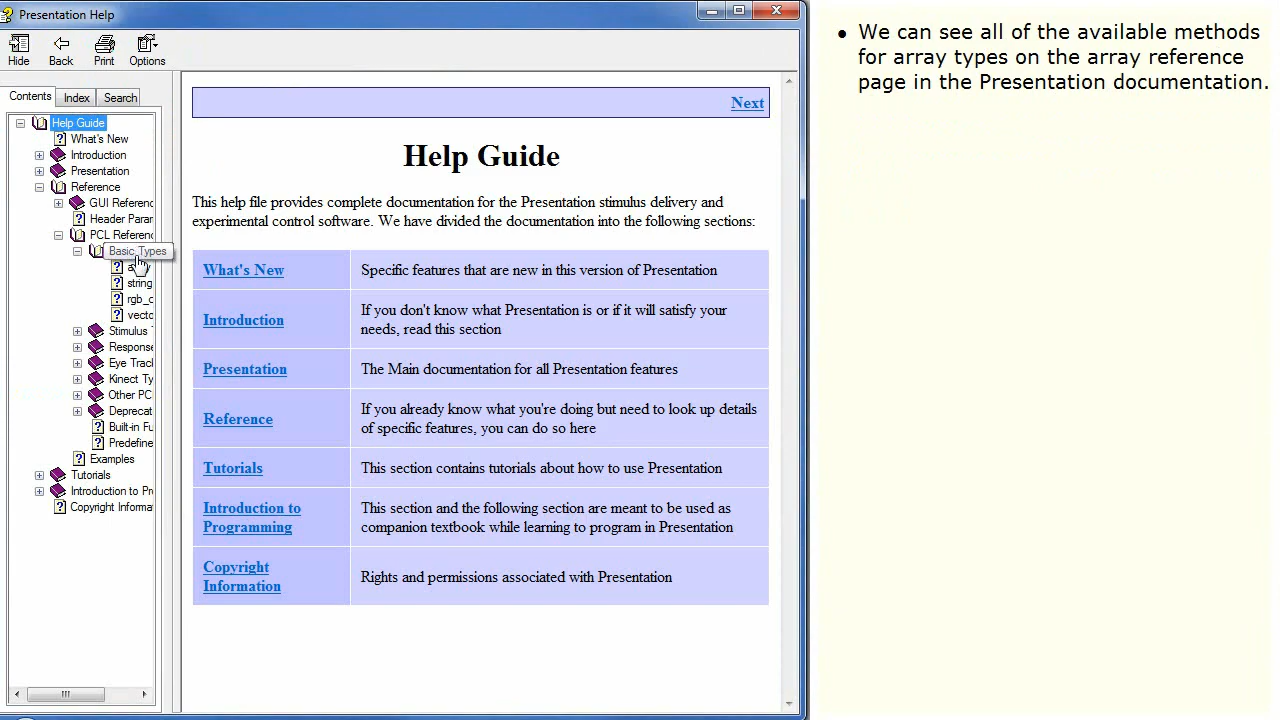 Presentation Help
Hide Back Print Options
Contents Index Search
Help Guide
What's New
Introduction
Presentation
Reference
GUI Referenc
Header Paran
PCL Referenc
Basic Types
string
rgb_c
vecto
Stimulus T
Response
Eye Track
Kinect Ty
Other PC
Deprecat
Built-in Fu
Predefine
Examples
Tutorials
Introduction to Pr
Copyright Informa
Next
Help Guide
This help file provides complete documentation for the Presentation stimulus delivery and
experimental control software. We have divided the documentation into the following sections:
What's New Specific features that are new in this version of Presentation
Introduction If you don't know what Presentation is or if it will satisfy your
needs, read this section
Presentation The Main documentation for all Presentation features
Reference If you already know what you're doing but need to look up details
of specific features, you can do so here
Tutorials This section contains tutorials about how to use Presentation
Introduction to This section and the following section are meant to be used as
Programming companion textbook while learning to program in Presentation
Copyright
Information Rights and permissions associated with Presentation
• We can see all of the available methods
for array types on the array reference
page in the Presentation documentation.